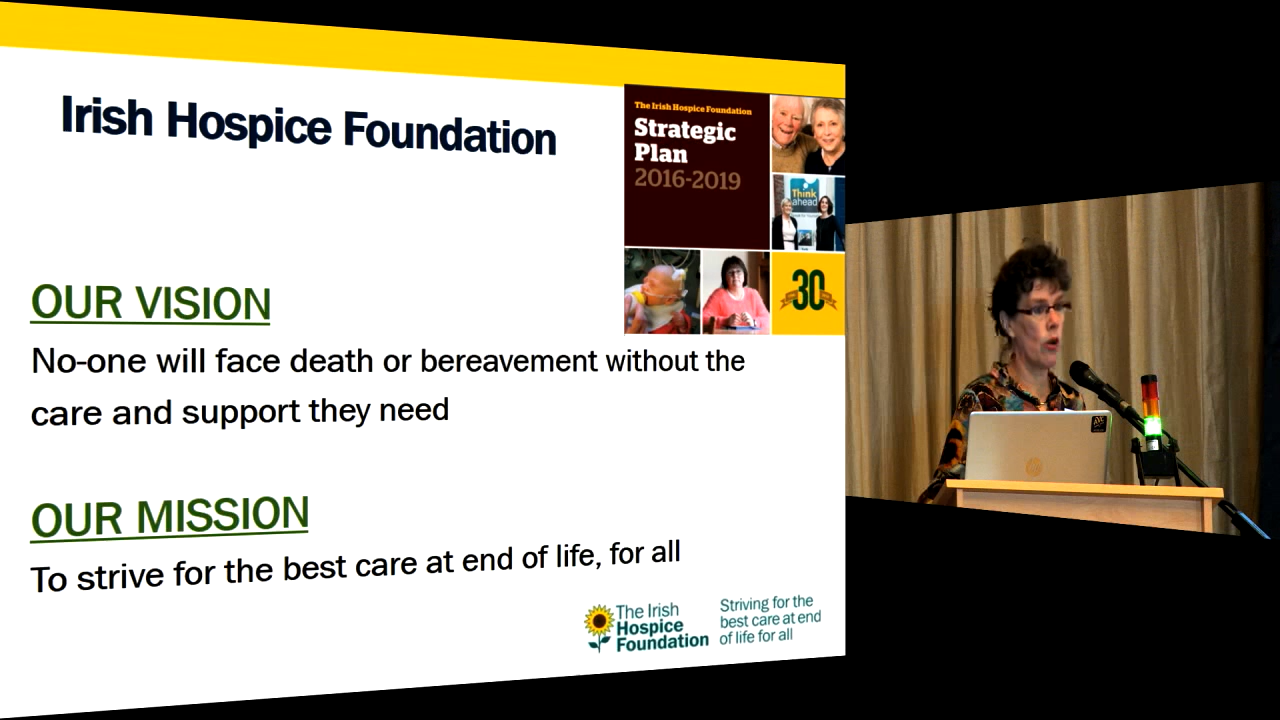 Irish Hospice Foundation
The Irish Hospice Foundation
Strategic
Plan
2016-2019
Think
ahead
30
OUR VISION
No-one will face death or bereavement without the
care and support they need
OUR MISSION
To strive for the best care at end of life, for all
The Irish
Hospice
Foundation
Striving for the
best care at end
of life for all